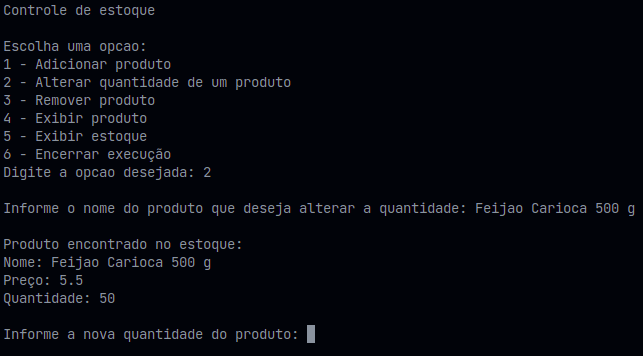 Controle de estoque
Escolha uma opcao:
1 - Adicionar produto
2 - Alterar quantidade de um produto
3 - Remover produto
4 - Exibir produto
5 - Exibir estoque
6 - Encerrar execução
Digite a opcao desejada: 2
Informe o nome do produto que deseja alterar a quantidade: Feijao Carioca 500 g
Produto encontrado no estoque:
Nome: Feijao Carioca 500 g
Preço: 5.5
Quantidade: 50
Informe a nova quantidade do produto: